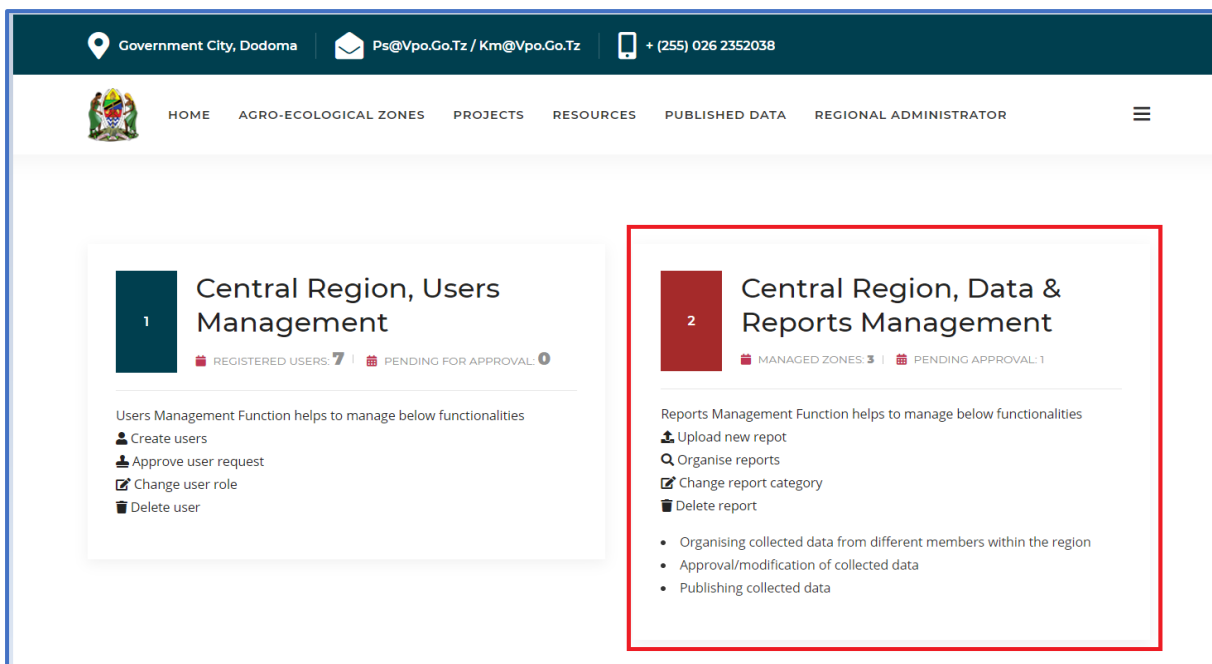 Government City, Dodoma
Ps@Vpo.Go.Tz / Km@Vpo.Go.Tz
+ (255) 026 2352038
HOME AGRO-ECOLOGICAL ZONES PROJECTS RESOURCES PUBLISHED DATA REGIONAL ADMINISTRATOR
1
Central Region, Users
Management
REGISTERED USERS: 7 PENDING FOR APPROVAL: 0
Users Management Function helps to manage below functionalities
Create users
Approve user request
Change user role
Delete user
2
Central Region, Data &
Reports Management
MANAGED ZONES: 3 PENDING APPROVAL: 1
Reports Management Function helps to manage below functionalities
Upload new repot
Organise reports
Change report category
Delete report
• Organising collected data from different members within the region
• Approval/modification of collected data
• Publishing collected data